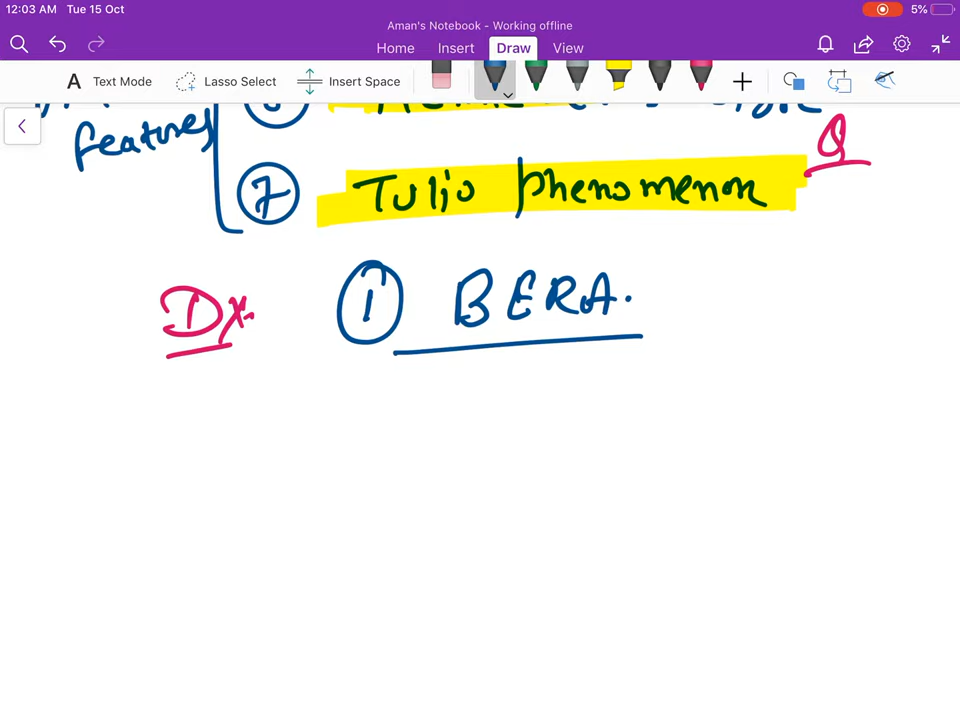 12:03 AM Tue 15 Oct 5%
Aman's Notebook - Working offline
Home Insert Draw View
Text Mode Lasso Select Insert Space
features
7 Tulio phenomenon Q
Dx. 1 BERA.